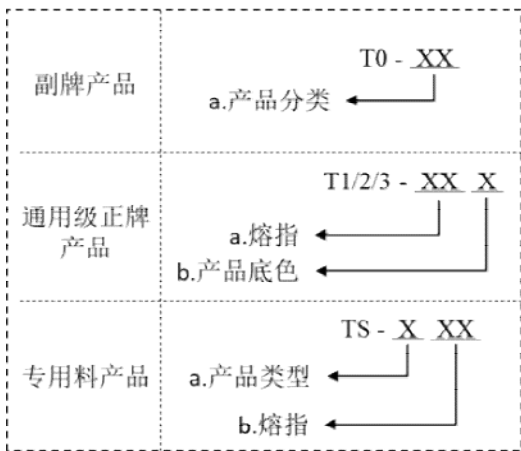 副牌产品
T0 - XX
a.产品分类
通用级正牌
产品
T1/2/3 - XX X
a.熔指
b.产品底色
专用料产品
TS - X XX
a.产品类型
b.熔指